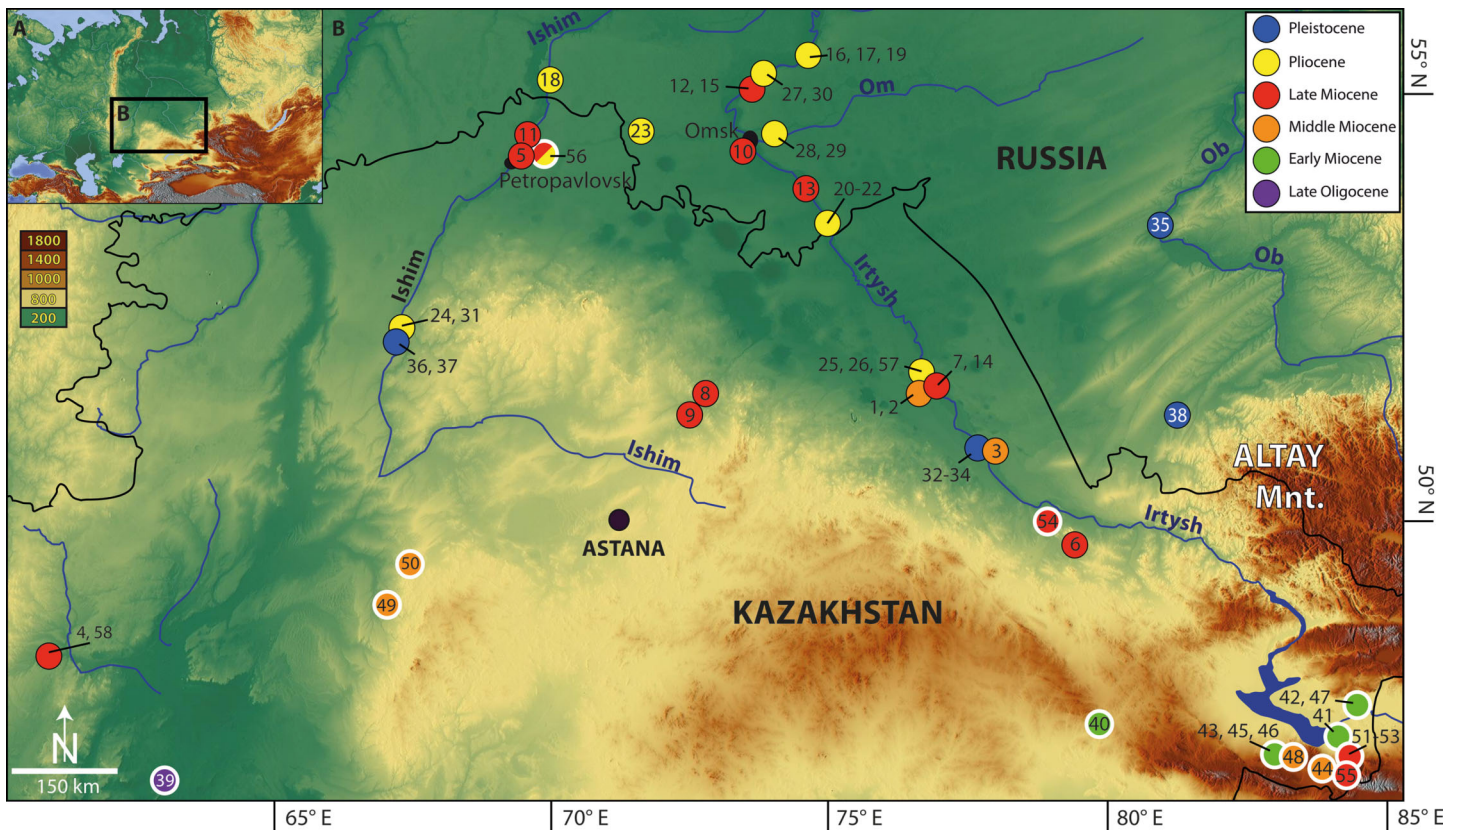 A
B
B
Ishim
18
16, 17, 19
12, 15
27, 30
Om
Omsk
23
11
5
56
Petropavlovsk
10
28, 29
RUSSIA
13
20-22
Ob
35
Ob
Pleistocene
Pliocene
Late Miocene
Middle Miocene
Early Miocene
Late Oligocene
55° N
1800
1400
1000
800
200
Ishim
Irtysh
24, 31
36, 37
25, 26, 57
7, 14
8
9
1, 2
38
Ishim
32-34
3
ALTAY
Mnt.
50° N
54
Irtysh
6
ASTANA
50
49
KAZAKHSTAN
4, 58
40
42, 47
41
43, 45, 46
51-53
48
44
55
N
150 km
39
65° E
70° E
75° E
80° E
85° E